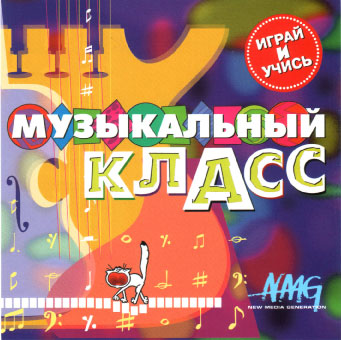 ИГРАЙ
И
УЧИСЬ
МУЗЫКАЛЬНЫЙ
КЛАСС
NMG
NEW MEDIA GENERATION